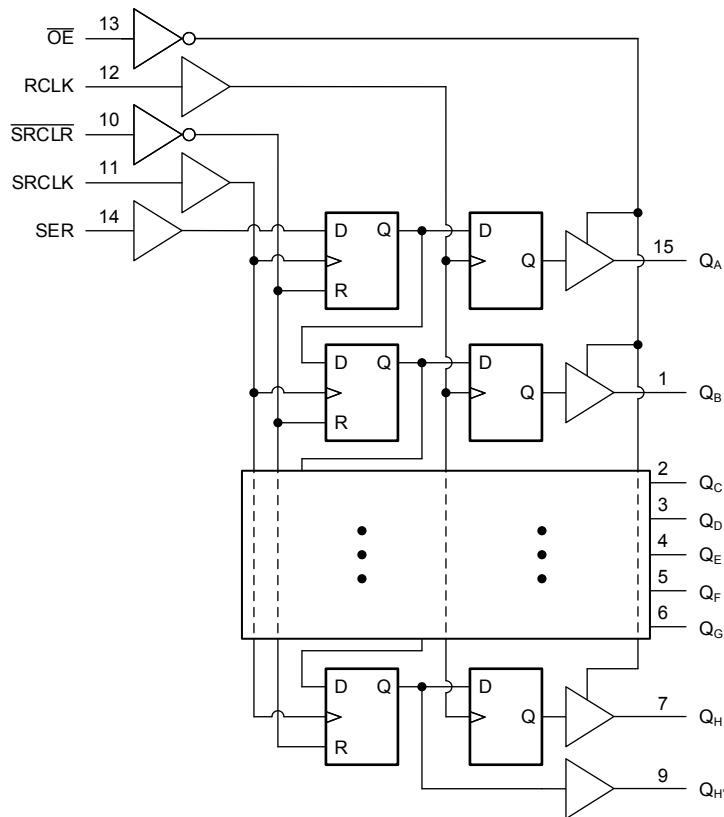 OE 13
RCLK 12
SRCLR 10
SRCLK 11
SER 14
D Q D
Q 15 QA
R
D Q D
Q 1 QB
R
2 QC
3 QD
4 QE
5 QF
6 QG
D Q D
Q 7 QH
R
9 QH'